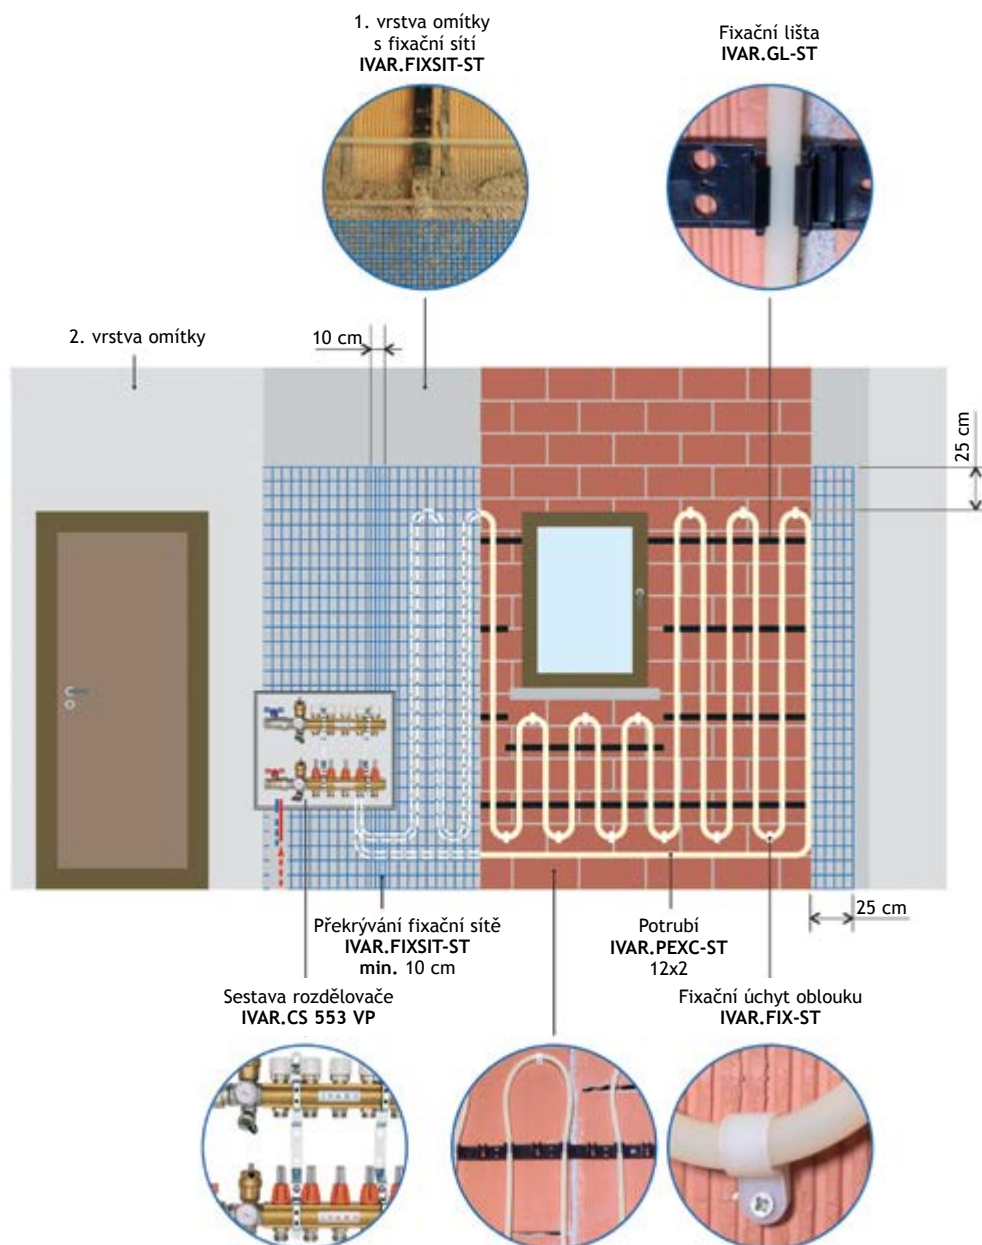 1. vrstva omítky
s fixační sítí
IVAR.FIXSIT-ST
Fixační lišta
IVAR.GL-ST
2. vrstva omítky
10 cm
25 cm
25 cm
Překrývání fixační sítě
IVAR.FIXSIT-ST
min. 10 cm
Potrubí
IVAR.PEXC-ST
12x2
Sestava rozdělovače
IVAR.CS 553 VP
Fixační úchyt oblouku
IVAR.FIX-ST